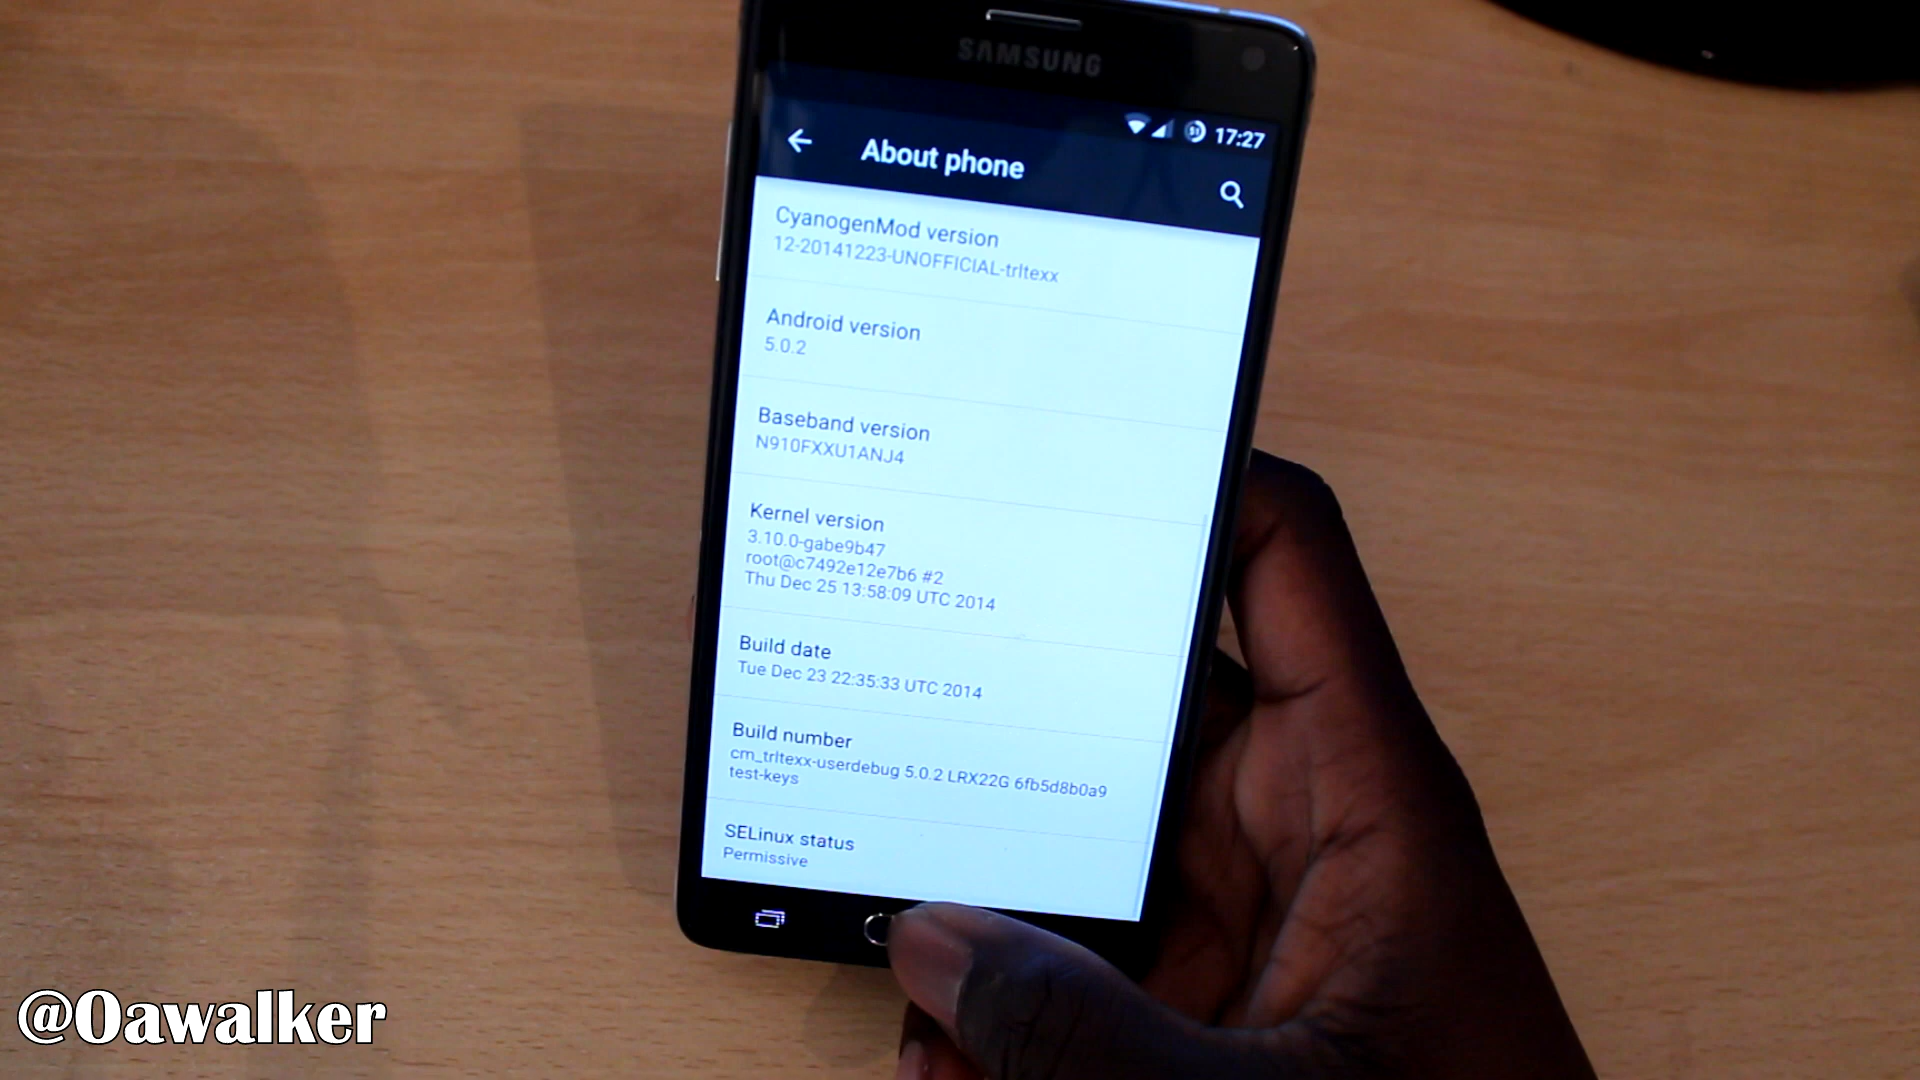 SAMSUNG
51 17:27
About phone
CyanogenMod version
12-20141223-UNOFFICIAL-trltexx
Android version
5.0.2
Baseband version
N910FXXU1ANJ4
Kernel version
3.10.0-gabe9b47
root@c7492e12e7b6 #2
Thu Dec 25 13:58:09 UTC 2014
Build date
Tue Dec 23 22:35:33 UTC 2014
Build number
cm_trltexx-userdebug 5.0.2 LRX22G 6fb5d8b0a9
test-keys
SELinux status
Permissive
@0awalker